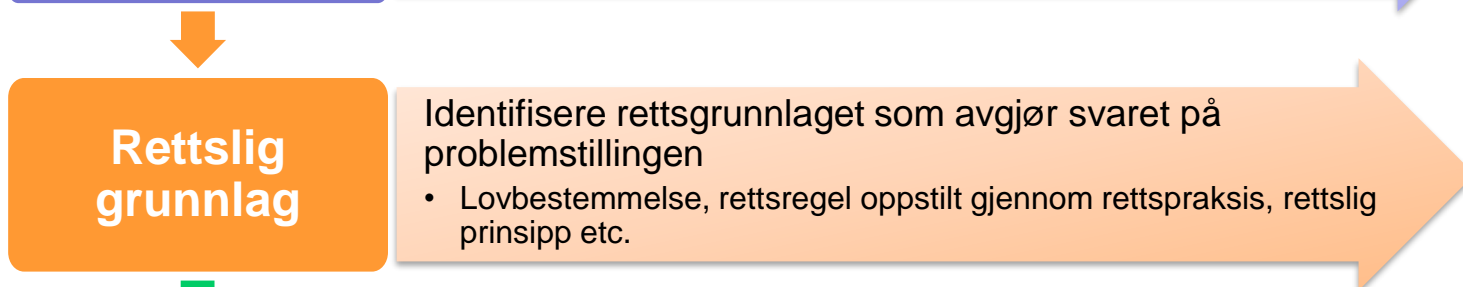 Rettslig
grunnlag
Identifisere rettsgrunnlaget som avgjør svaret på
problemstillingen
• Lovbestemmelse, rettsregel oppstilt gjennom rettspraksis, rettslig
prinsipp etc.